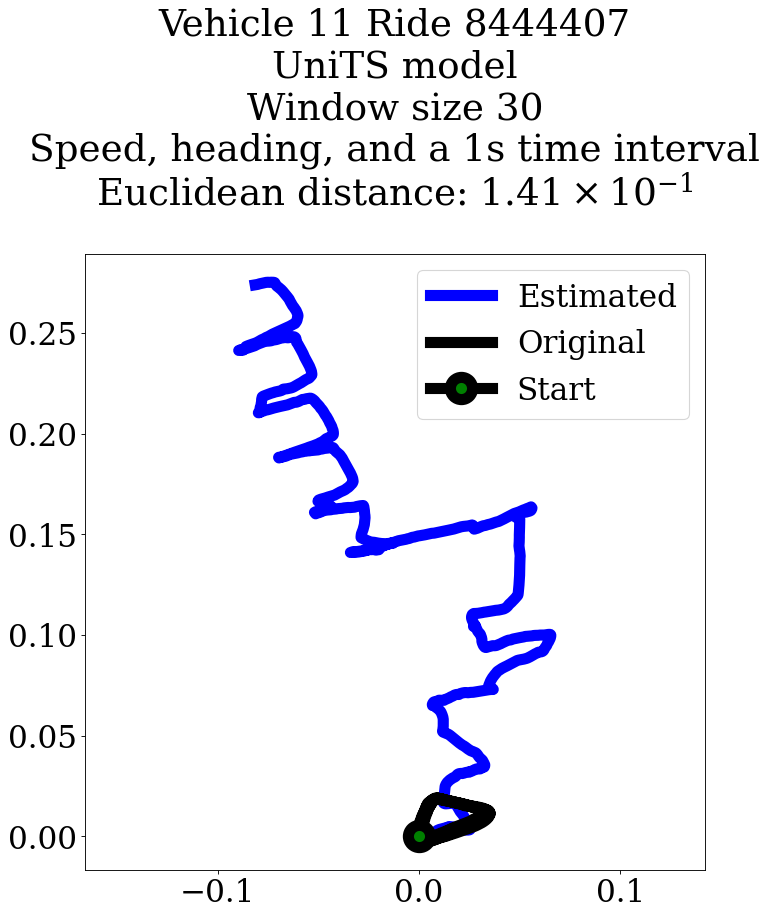 Vehicle 11 Ride 8444407
UniTS model
Window size 30
Speed, heading, and a 1s time interval
Euclidean distance: 1.41 × 10⁻¹
Estimated
Original
Start
0.25
0.20
0.15
0.10
0.05
0.00
−0.1
0.0
0.1